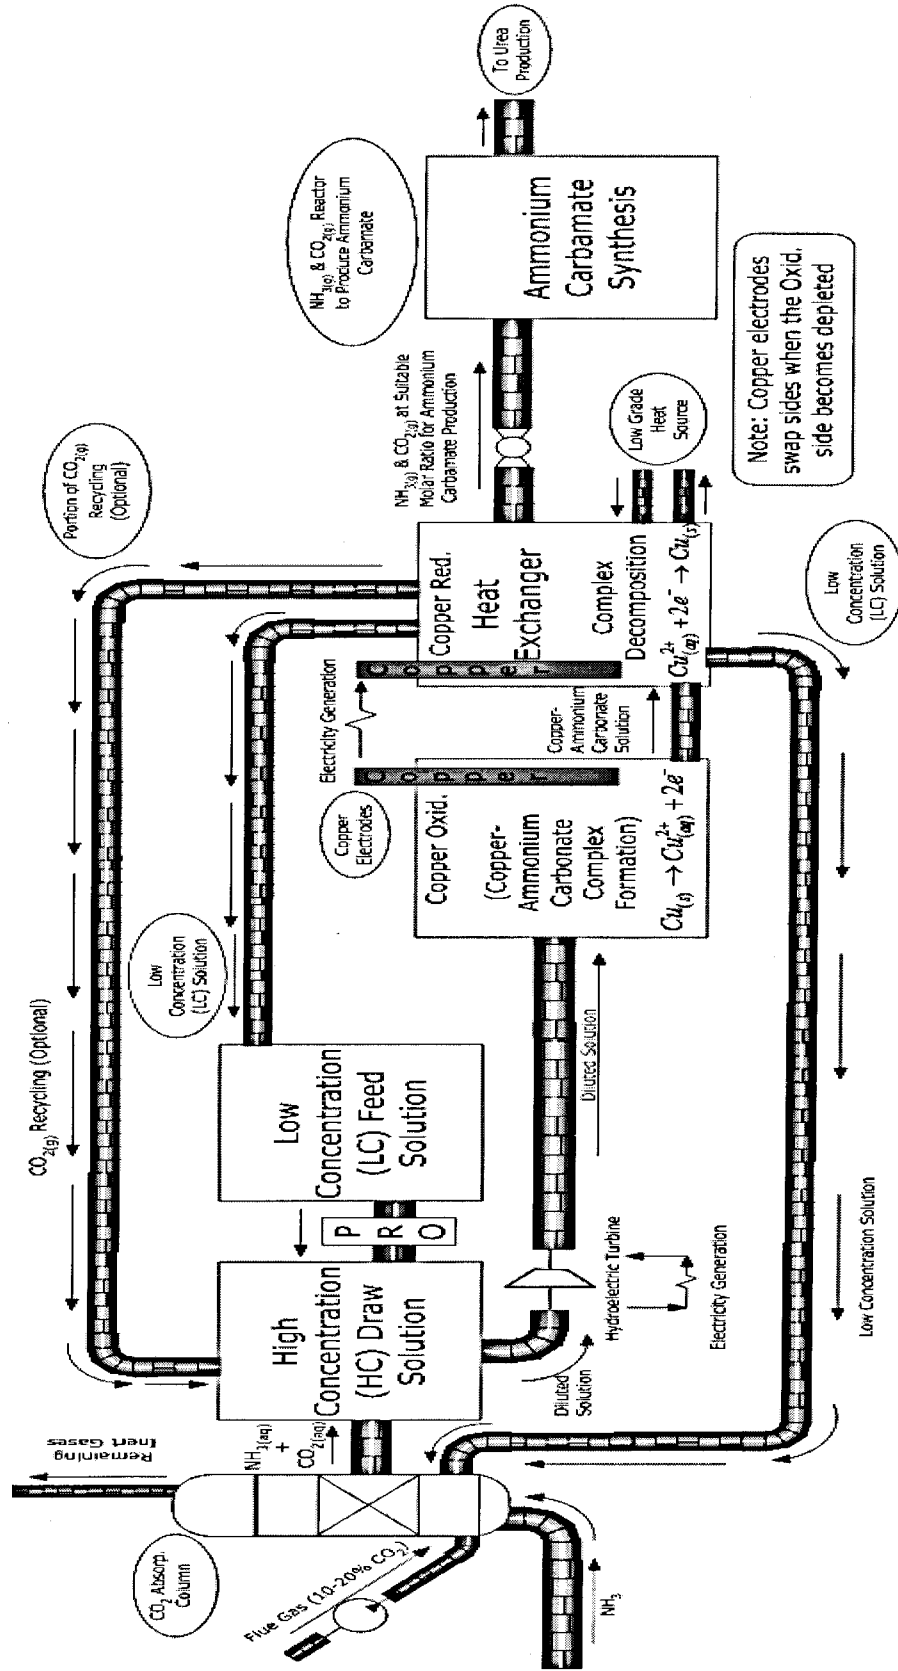 Remaining
Inert Gases
CO2 Absorp.
Column
Flue Gas (10-20% CO2)
NH3
NH3(aq)
+
CO2(aq)
CO2(g) Recycling (Optional)
Portion of CO2(g)
Recycling
(Optional)
High
Concentration
(HC) Draw
Solution
P
R
O
Low
Concentration
(LC) Feed
Solution
Low
Concentration
(LC) Solution
Diluted
Solution
Hydroelectric Turbine
Electricity Generation
Diluted Solution
Copper
Electrodes
Electricity Generation
Copper
Copper
Copper Oxid.
(Copper-
Ammonium
Carbonate
Complex
Formation)
Cu(s) → Cu2+(aq) + 2e-
Copper-
Ammonium
Carbonate
Solution
Copper Red.
Heat
Exchanger
Complex
Decomposition
Cu2+(aq) + 2e- → Cu(s)
NH3(g) & CO2(g) at Suitable
Molar Ratio for Ammonium
Carbamate Production
Low Grade
Heat
Source
NH3(g) & CO2(g) Reactor
to Produce Ammonium
Carbamate
Ammonium
Carbamate
Synthesis
To Urea
Production
Low
Concentration
(LC) Solution
Low Concentration Solution
Note: Copper electrodes
swap sides when the Oxid.
side becomes depleted